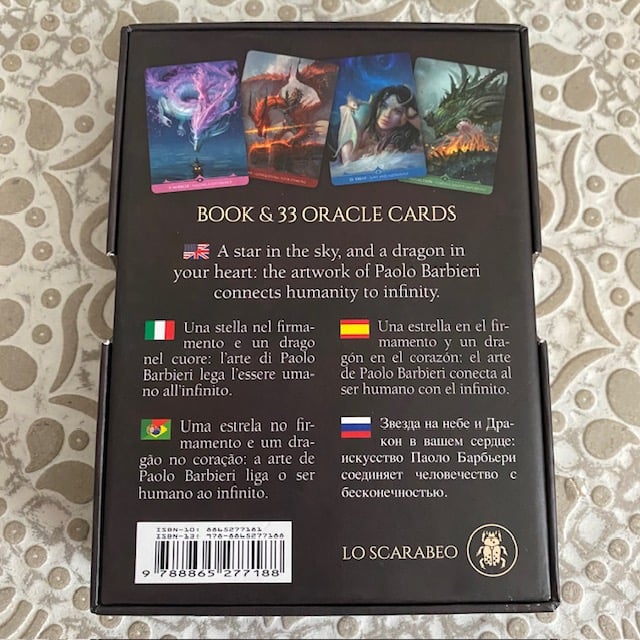 BOOK & 33 ORACLE CARDS
A star in the sky, and a dragon in
your heart: the artwork of Paolo Barbieri
connects humanity to infinity.
Una stella nel firma-
mento e un drago
nel cuore: l'arte di Paolo
Barbieri lega l'essere uma-
no all'infinito.
Una estrella en el fir-
mamento y un dra-
gón en el corazón: el arte
de Paolo Barbieri conecta al
ser humano con el infinito.
Uma estrela no fir-
mamento e um dra-
gão no coração: a arte de
Paolo Barbieri liga o ser
humano ao infinito.
Звезда на небе и Дра-
кон в вашем сердце:
искусство Паоло Барбьери
соединяет человечество с
бесконечностью.
ISBN-10: 8865277181
ISBN-13: 978-8865277188
9 788865 277188
LO SCARABEO